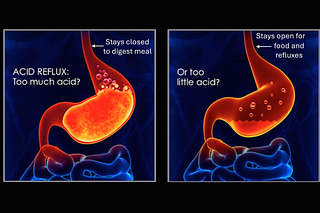 Stays closed
to digest meal
ACID REFLUX:
Too much acid?
Stays open for
food and
refluxes
Or too
little acid?